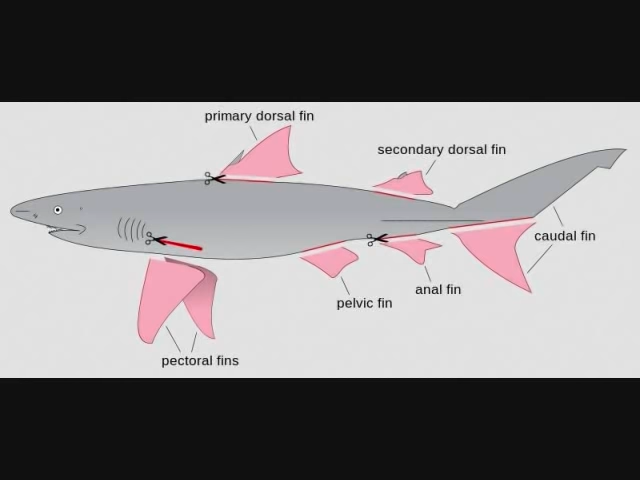 primary dorsal fin
secondary dorsal fin
caudal fin
anal fin
pelvic fin
pectoral fins